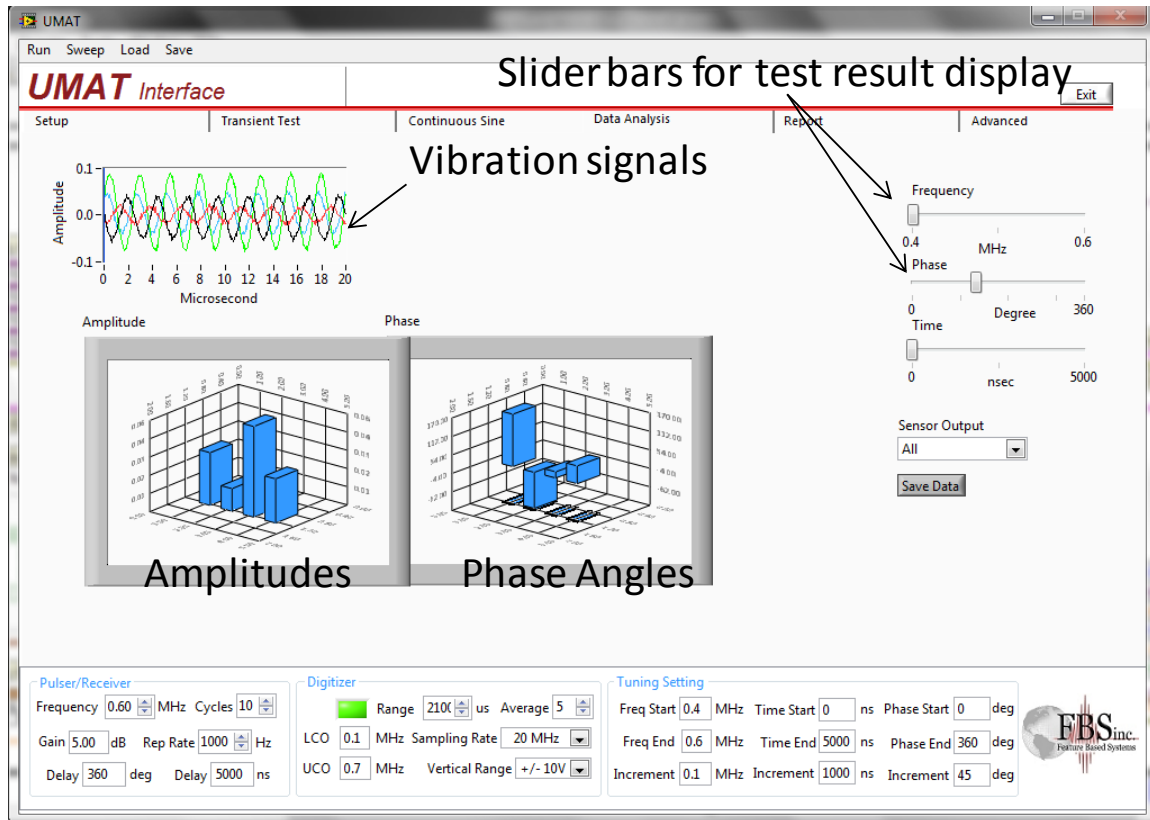 UMAT
Run Sweep Load Save
UMAT Interface
Slider bars for test result display
Exit
Setup
Transient Test
Continuous Sine
Data Analysis
Report
Advanced
Vibration signals
Amplitude
0.1
0.0
-0.1
0 2 4 6 8 10 12 14 16 18 20
Microsecond
Frequency
0.4 MHz 0.6
Phase
0 Degree 360
Time
0 nsec 5000
Sensor Output
All
Save Data
Amplitude
Phase
Amplitudes
Phase Angles
Pulser/Receiver
Frequency 0.60 MHz Cycles 10
Gain 5.00 dB Rep Rate 1000 Hz
Delay 360 deg Delay 5000 ns
Digitizer
Range 210( us Average 5
LCO 0.1 MHz Sampling Rate 20 MHz
UCO 0.7 MHz Vertical Range +/- 10V
Tuning Setting
Freq Start 0.4 MHz Time Start 0 ns Phase Start 0 deg
Freq End 0.6 MHz Time End 5000 ns Phase End 360 deg
Increment 0.1 MHz Increment 1000 ns Increment 45 deg
FBS inc.
Feature Based Systems